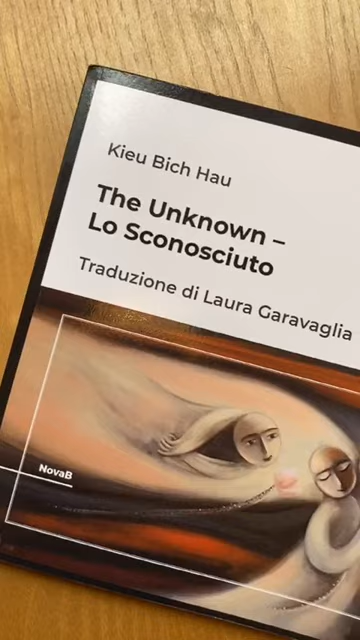 Kieu Bich Hau
The Unknown –
Lo Sconosciuto
Traduzione di Laura Garavaglia
NovaB